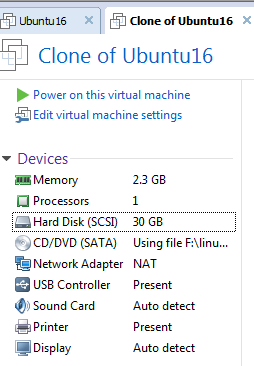 Ubuntu16 × Clone of Ubuntu16 ×
Clone of Ubuntu16
Power on this virtual machine
Edit virtual machine settings
Devices
Memory 2.3 GB
Processors 1
Hard Disk (SCSI) 30 GB
CD/DVD (SATA) Using file F:\linu...
Network Adapter NAT
USB Controller Present
Sound Card Auto detect
Printer Present
Display Auto detect